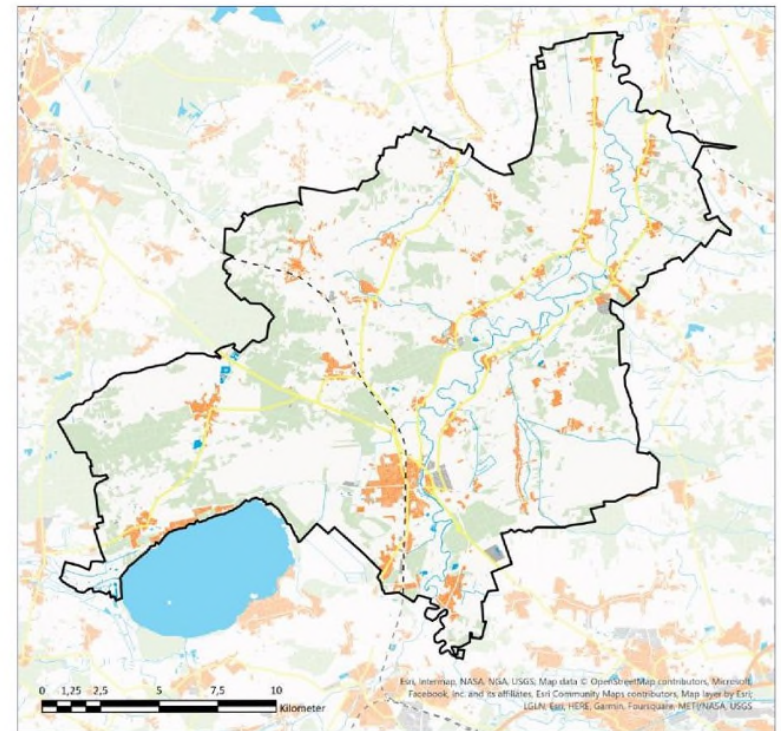 0 1,25 2,5 5 7,5 10
Kilometer
Esri, Intermap, NASA, NGA, USGS; Map data © OpenStreetMap contributors, Microsoft,
Facebook, Inc. and its affiliates, Esri Community Maps contributors, Map layer by Esri;
LGLN, Esri, HERE, Garmin, Foursquare, METI/NASA, USGS